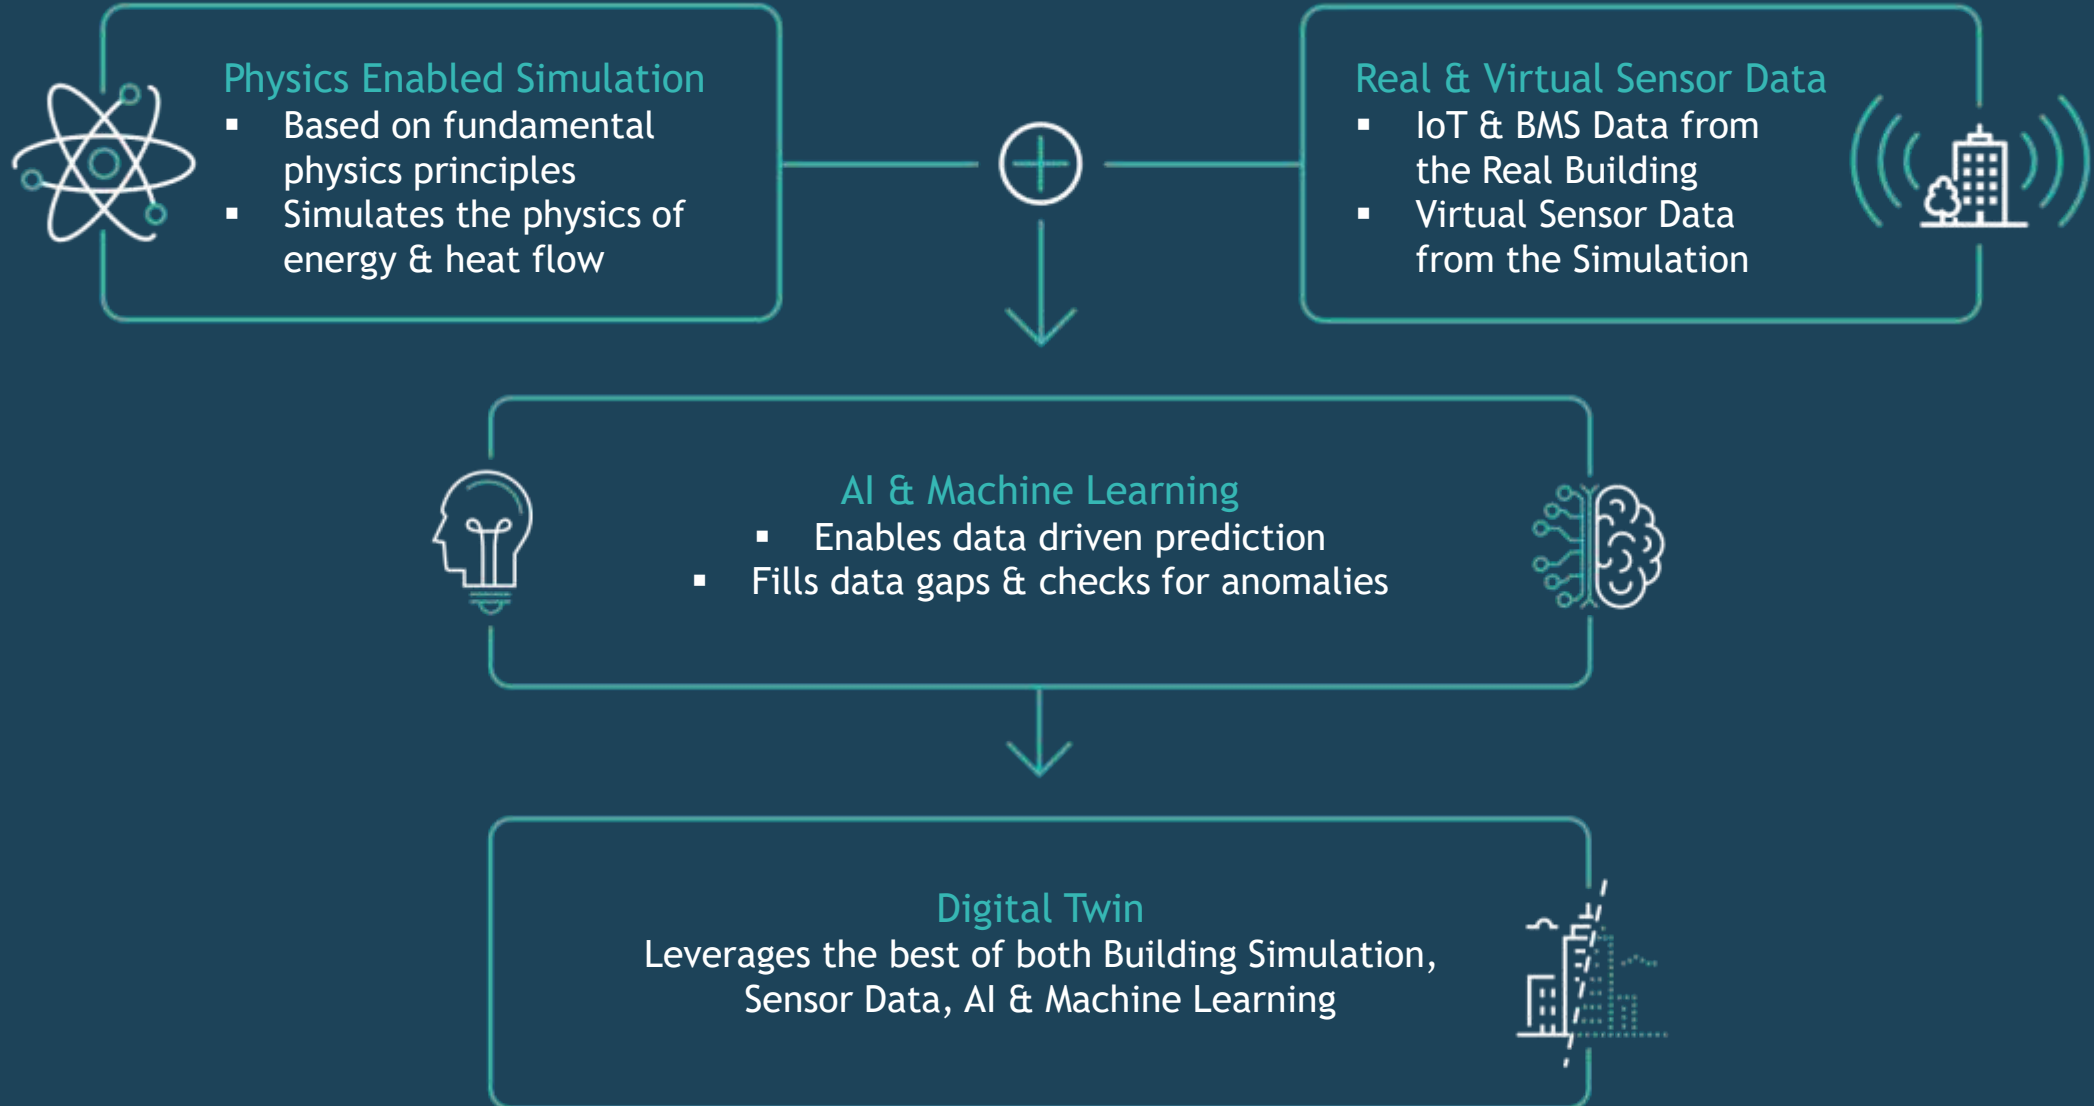 Physics Enabled Simulation
▪ Based on fundamental
physics principles
▪ Simulates the physics of
energy & heat flow
Real & Virtual Sensor Data
▪ IoT & BMS Data from
the Real Building
▪ Virtual Sensor Data
from the Simulation
AI & Machine Learning
▪ Enables data driven prediction
▪ Fills data gaps & checks for anomalies
Digital Twin
Leverages the best of both Building Simulation,
Sensor Data, AI & Machine Learning